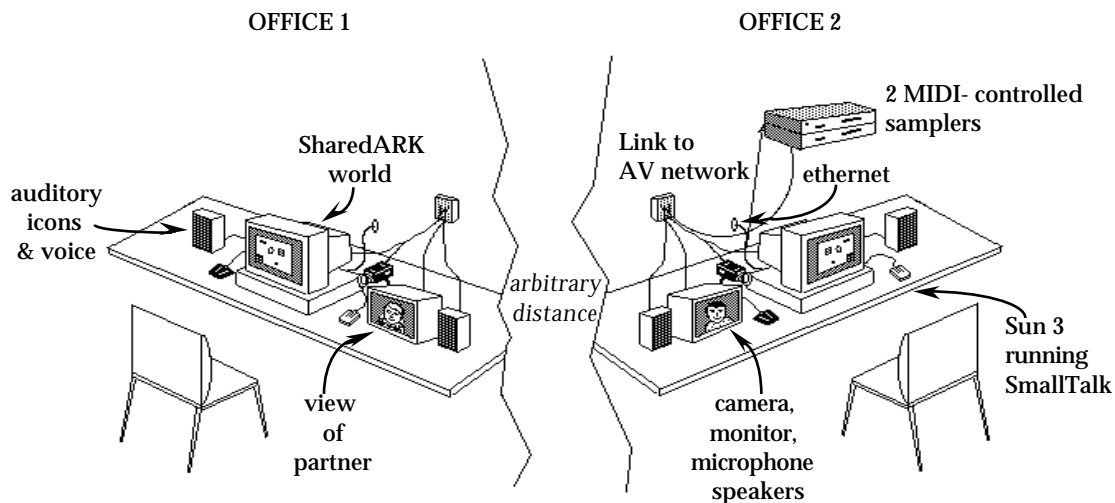 OFFICE 1
OFFICE 2
2 MIDI- controlled
samplers
Link to
AV network
ethernet
SharedARK
world
auditory
icons
& voice
arbitrary
distance
view
of
partner
camera,
monitor,
microphone
speakers
Sun 3
running
SmallTalk